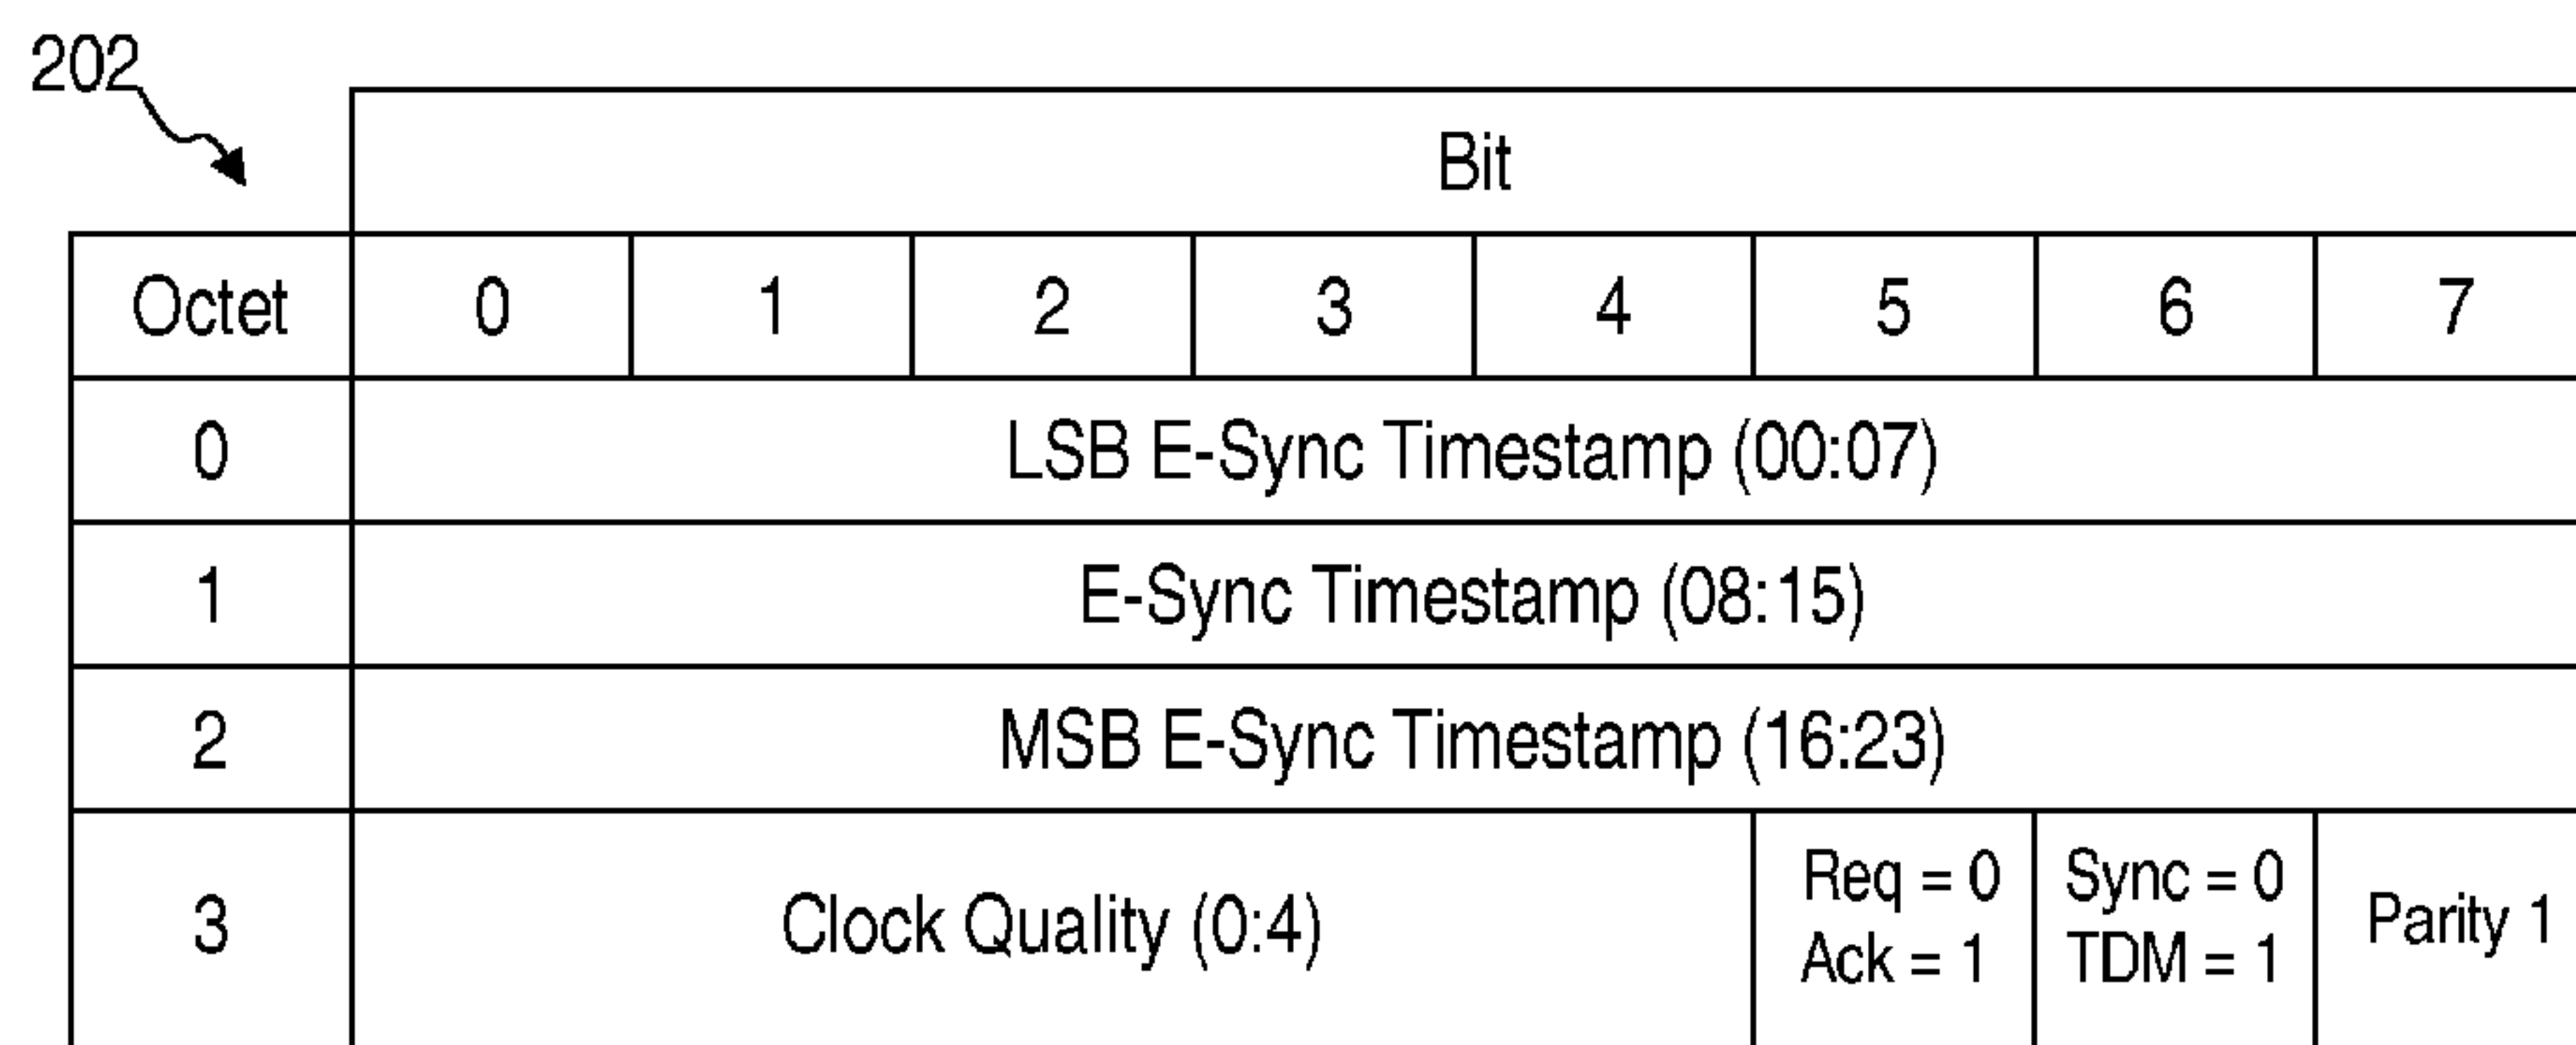 202
Bit
Octet 0 1 2 3 4 5 6 7
0 LSB E-Sync Timestamp (00:07)
1 E-Sync Timestamp (08:15)
2 MSB E-Sync Timestamp (16:23)
3 Clock Quality (0:4) Req = 0 Sync = 0 Parity 1
Ack = 1 TDM = 1